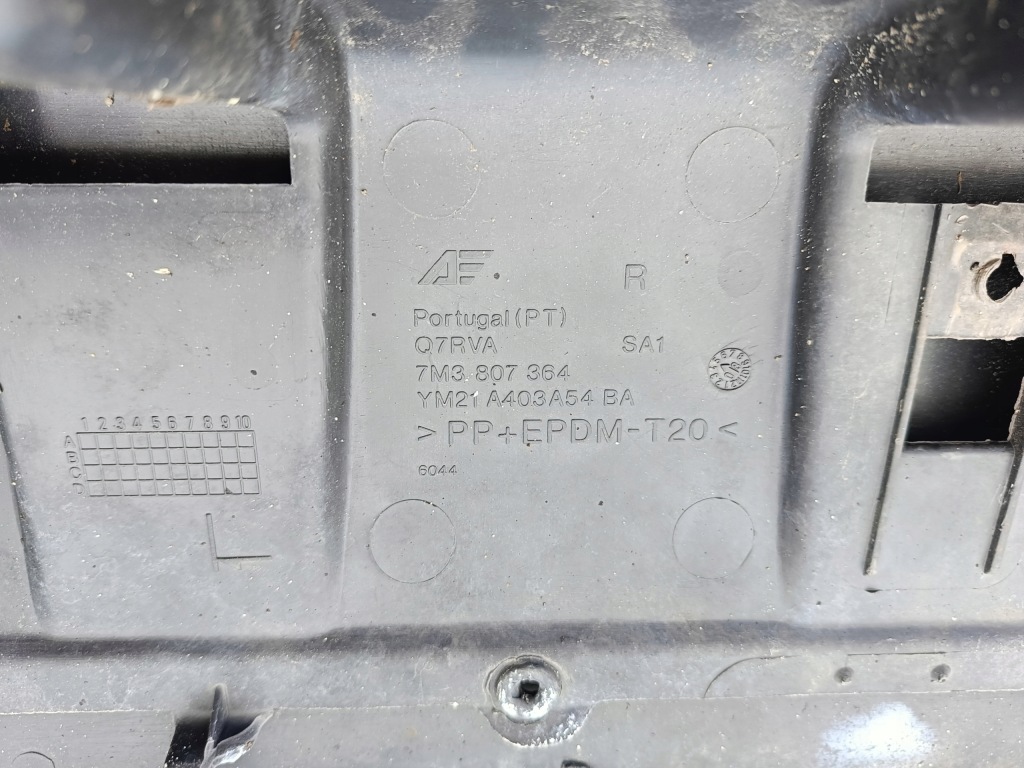 AE R
Portugal (PT)
Q7RVA SA1
7M3 807 364
YM21 A403A54 BA
>PP+EPDM-T20<
6044
1 2 3 4 5 6 7 8 9 10
A
B
C
D
L